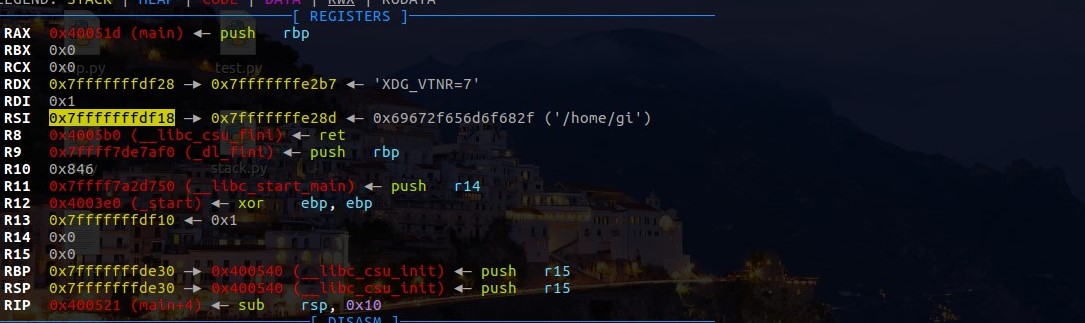 LEGEND: STACK | HEAP | CODE | DATA | RWX | RODATA
[ REGISTERS ]
RAX 0x40051d (main) ◂— push rbp
RBX 0x0
RCX 0x0
RDX 0x7fffffffdf28 —▸ 0x7fffffffe2b7 ◂— 'XDG_VTNR=7'
RDI 0x1
RSI 0x7fffffffdf18 —▸ 0x7fffffffe28d ◂— 0x69672f656d6f682f ('/home/gi')
R8 0x4005b0 (__libc_csu_fini) ◂— ret
R9 0x7ffff7de7af0 (_dl_fini) ◂— push rbp
R10 0x846
R11 0x7ffff7a2d750 (__libc_start_main) ◂— push r14
R12 0x4003e0 (_start) ◂— xor ebp, ebp
R13 0x7fffffffdf10 ◂— 0x1
R14 0x0
R15 0x0
RBP 0x7fffffffde30 —▸ 0x400540 (__libc_csu_init) ◂— push r15
RSP 0x7fffffffde30 —▸ 0x400540 (__libc_csu_init) ◂— push r15
RIP 0x400521 (main+4) ◂— sub rsp, 0x10
[ DISASM ]
test.py
stack.py